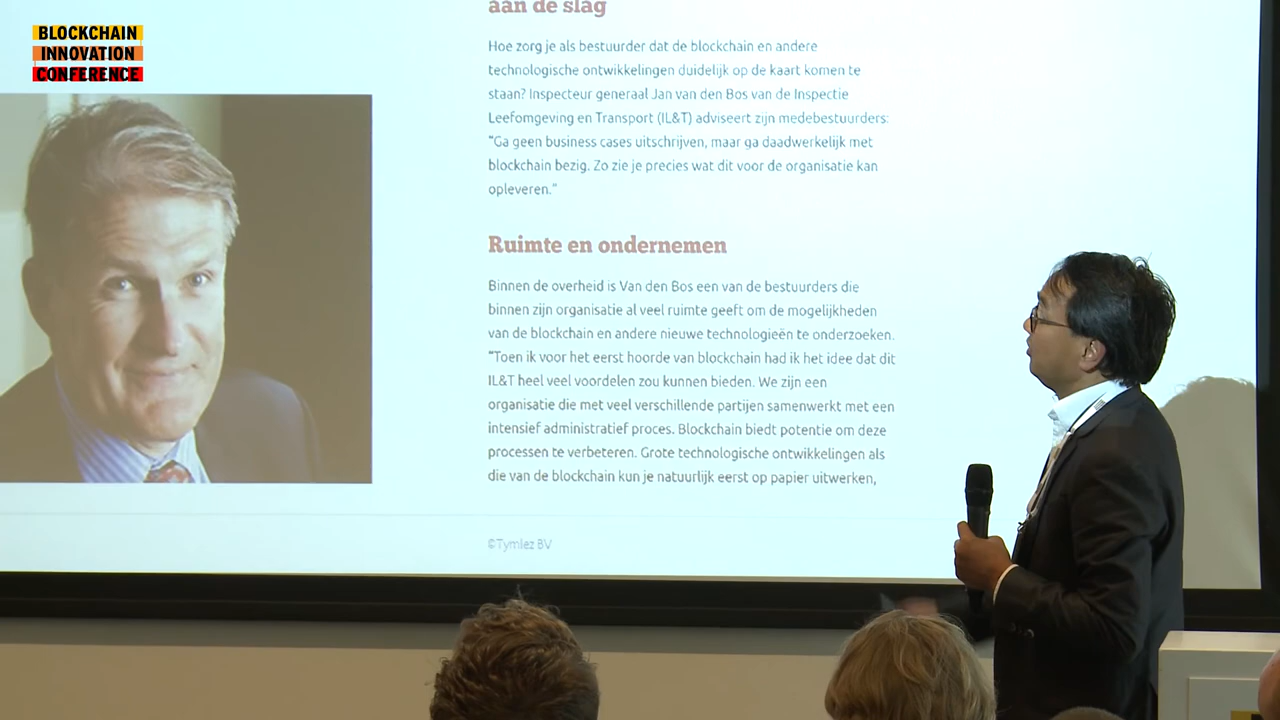 BLOCKCHAIN
INNOVATION
CONFERENCE
aan de slag
Hoe zorg je als bestuurder dat de blockchain en andere
technologische ontwikkelingen duidelijk op de kaart komen te
staan? Inspecteur generaal Jan van den Bos van de Inspectie
Leefomgeving en Transport (IL&T) adviseert zijn medebestuurders:
“Ga geen business cases uitschrijven, maar ga daadwerkelijk met
blockchain bezig. Zo zie je precies wat dit voor de organisatie kan
opleveren.”
Ruimte en ondernemen
Binnen de overheid is Van den Bos een van de bestuurders die
binnen zijn organisatie al veel ruimte geeft om de mogelijkheden
van de blockchain en andere nieuwe technologieën te onderzoeken.
“Toen ik voor het eerst hoorde van blockchain had ik het idee dat dit
IL&T heel veel voordelen zou kunnen bieden. We zijn een
organisatie die met veel verschillende partijen samenwerkt met een
intensief administratief proces. Blockchain biedt potentie om deze
processen te verbeteren. Grote technologische ontwikkelingen als
die van de blockchain kun je natuurlijk eerst op papier uitwerken,
©Tymlez BV